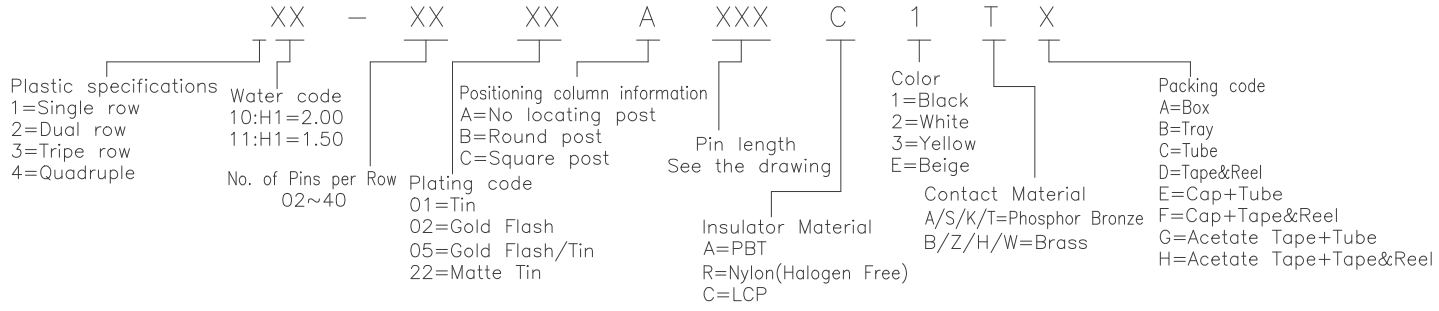 XX - XX XX A XXX C 1 T X
Plastic specifications
1=Single row
2=Dual row
3=Tripe row
4=Quadruple
Water code
10:H1=2.00
11:H1=1.50
No. of Pins per Row
02~40
Plating code
01=Tin
02=Gold Flash
05=Gold Flash/Tin
22=Matte Tin
Positioning column information
A=No locating post
B=Round post
C=Square post
Pin length
See the drawing
Insulator Material
A=PBT
R=Nylon(Halogen Free)
C=LCP
Color
1=Black
2=White
3=Yellow
E=Beige
Contact Material
A/S/K/T=Phosphor Bronze
B/Z/H/W=Brass
Packing code
A=Box
B=Tray
C=Tube
D=Tape&Reel
E=Cap+Tube
F=Cap+Tape&Reel
G=Acetate Tape+Tube
H=Acetate Tape+Tape&Reel